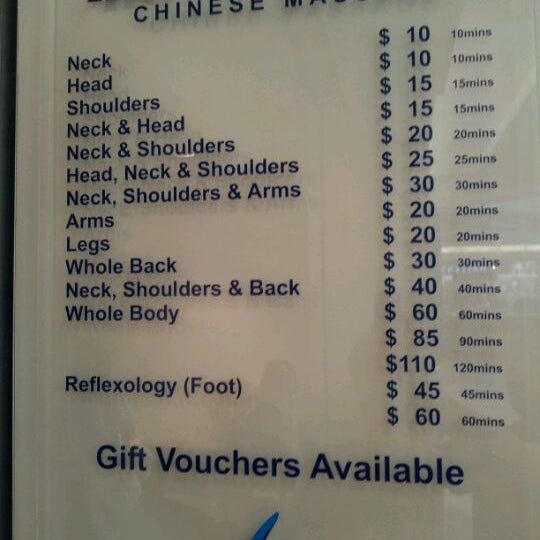 CHINESE
Neck $ 10 10mins
Head $ 10 10mins
Shoulders $ 15 15mins
Neck & Head $ 15 15mins
Neck & Shoulders $ 20 20mins
Head, Neck & Shoulders $ 25 25mins
Neck, Shoulders & Arms $ 30 30mins
Arms $ 20 20mins
Legs $ 20 20mins
Whole Back $ 30 30mins
Neck, Shoulders & Back $ 40 40mins
Whole Body $ 60 60mins
$ 85 90mins
$110 120mins
Reflexology (Foot) $ 45 45mins
$ 60 60mins
Gift Vouchers Available